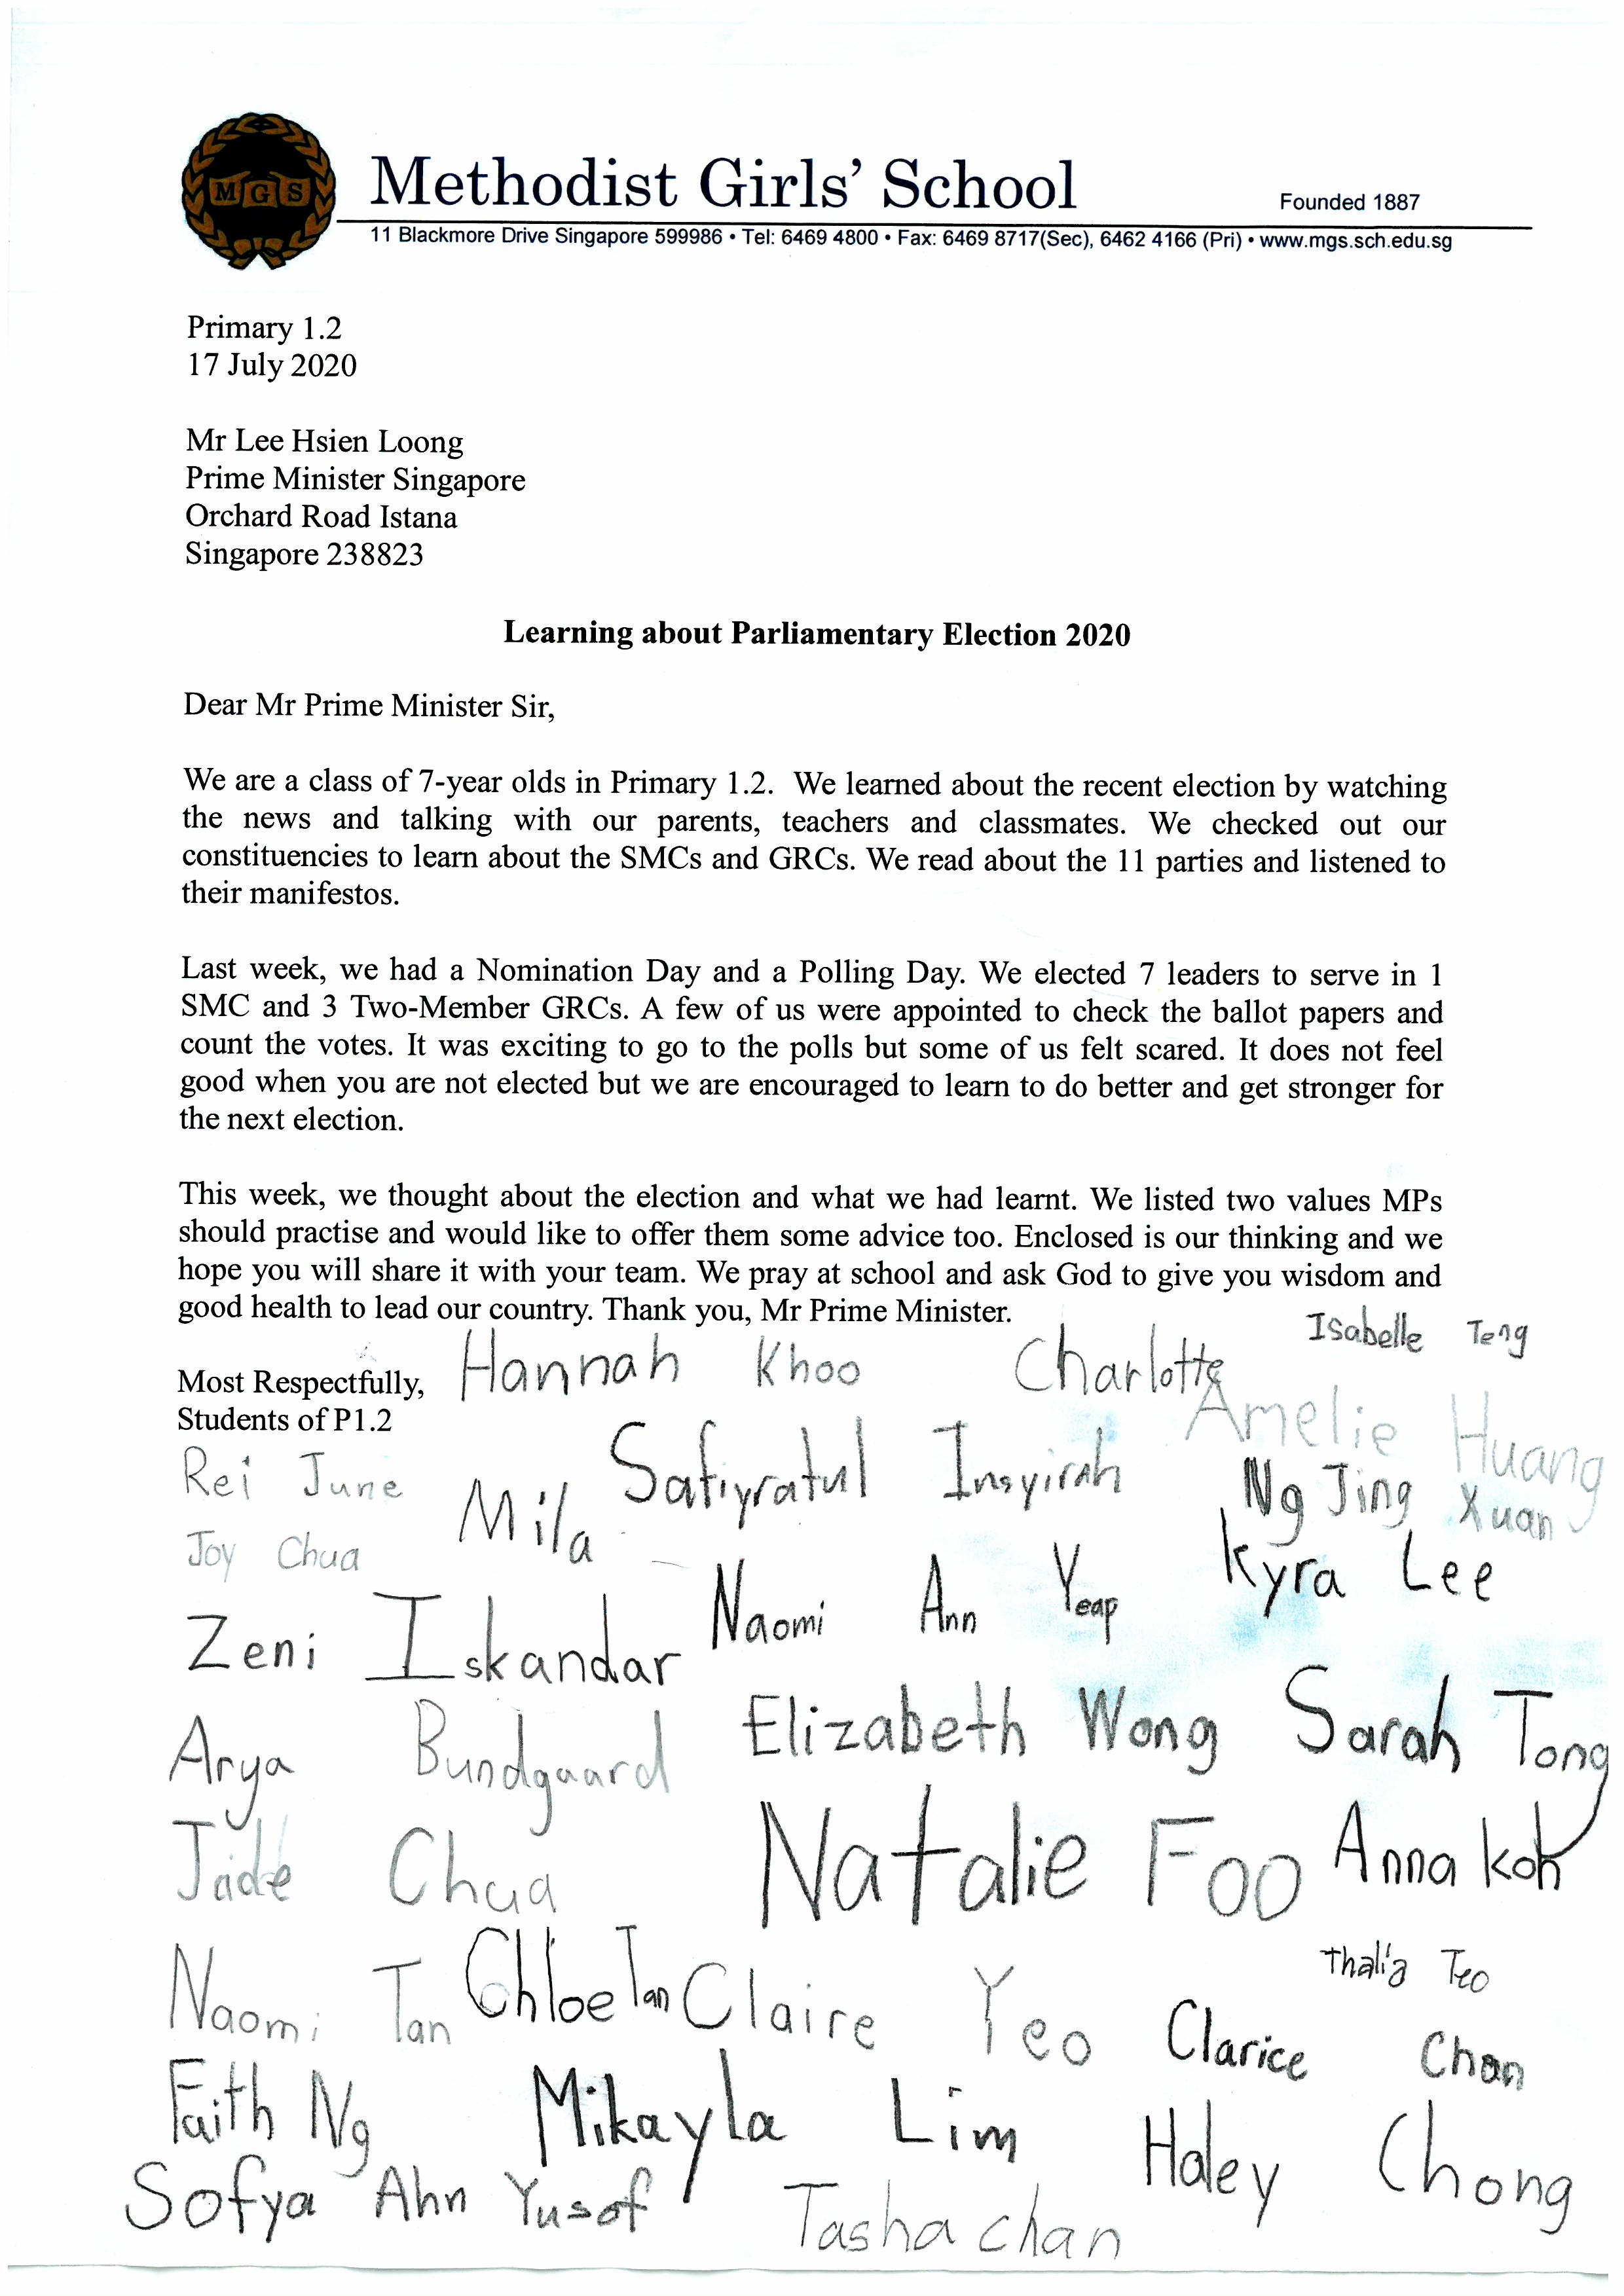 MGS
Methodist Girls' School
Founded 1887
11 Blackmore Drive Singapore 599986 • Tel: 6469 4800 • Fax: 6469 8717(Sec), 6462 4166 (Pri) • www.mgs.sch.edu.sg
Primary 1.2
17 July 2020
Mr Lee Hsien Loong
Prime Minister Singapore
Orchard Road Istana
Singapore 238823
Learning about Parliamentary Election 2020
Dear Mr Prime Minister Sir,
We are a class of 7-year olds in Primary 1.2. We learned about the recent election by watching
the news and talking with our parents, teachers and classmates. We checked out our
constituencies to learn about the SMCs and GRCs. We read about the 11 parties and listened to
their manifestos.
Last week, we had a Nomination Day and a Polling Day. We elected 7 leaders to serve in 1
SMC and 3 Two-Member GRCs. A few of us were appointed to check the ballot papers and
count the votes. It was exciting to go to the polls but some of us felt scared. It does not feel
good when you are not elected but we are encouraged to learn to do better and get stronger for
the next election.
This week, we thought about the election and what we had learnt. We listed two values MPs
should practise and would like to offer them some advice too. Enclosed is our thinking and we
hope you will share it with your team. We pray at school and ask God to give you wisdom and
good health to lead our country. Thank you, Mr Prime Minister.
Isabelle Teng
Most Respectfully, Hannah Khoo Charlotte
Students of P1.2
Amelie Huang
Rei June Mila Safiyratul Insyirah Ng Jing Xuan
Joy Chua
Zeni Iskandar Naomi Ann Yeap Kyra Lee
Arya Bundgaard Elizabeth Wong Sarah Tong
Jade Chua Natalie Foo Anna Koh
Naomi Tan Chloe Tan Claire Yeo Thalia Teo
Clarice Chan
Faith Ng Mikayla Lim Haley Chong
Sofya Ahn Yusof Tasha chan